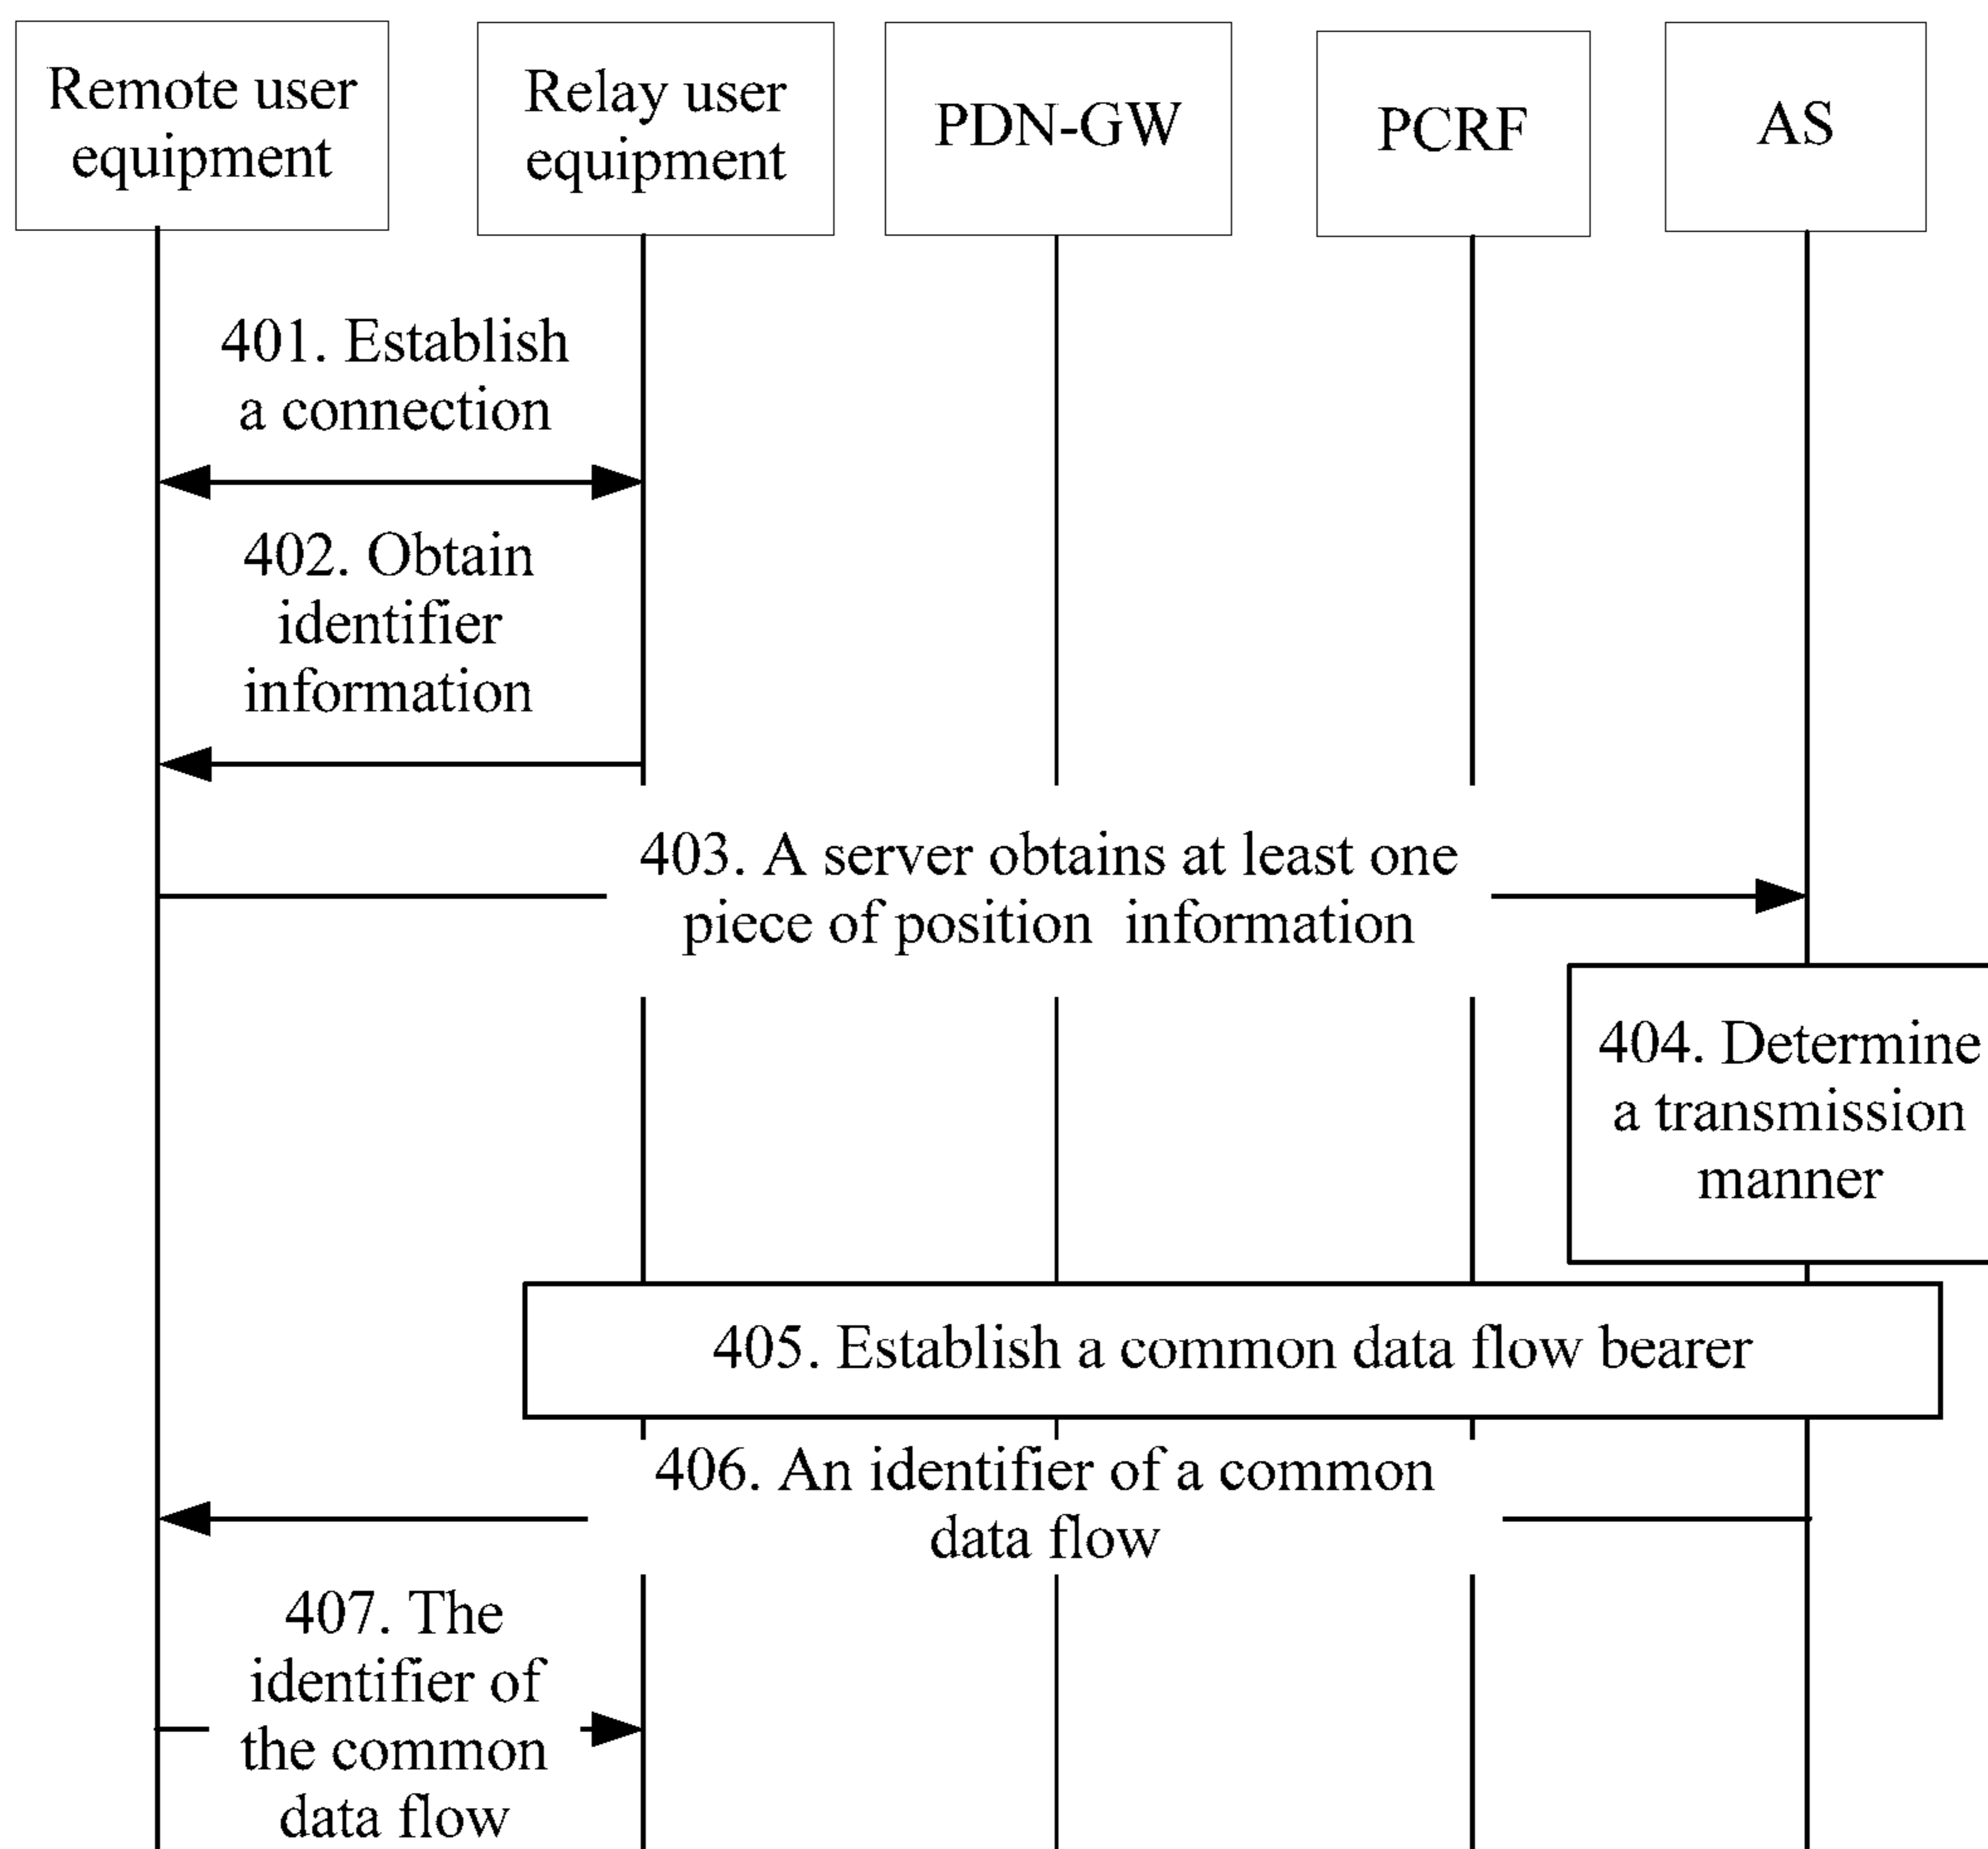 Remote user
equipment
Relay user
equipment
PDN-GW
PCRF
AS
401. Establish
a connection
402. Obtain
identifier
information
403. A server obtains at least one
piece of position information
404. Determine
a transmission
manner
405. Establish a common data flow bearer
406. An identifier of a common
data flow
407. The
identifier of
the common
data flow